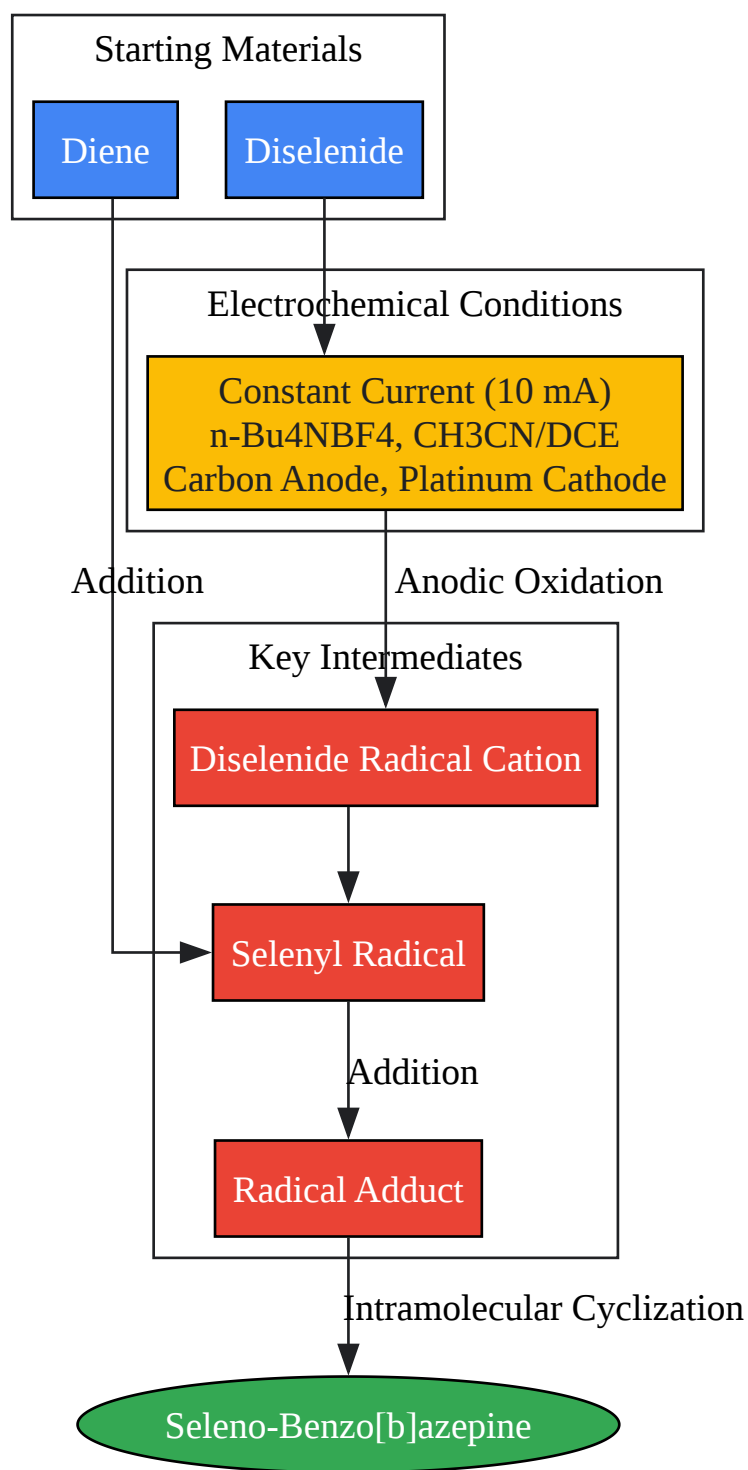 Starting Materials
Diene
Diselenide
Electrochemical Conditions
Constant Current (10 mA)
n-Bu4NBF4, CH3CN/DCE
Carbon Anode, Platinum Cathode
Addition
Anodic Oxidation
Key Intermediates
Diselenide Radical Cation
Selenyl Radical
Addition
Radical Adduct
Intramolecular Cyclization
Seleno-Benzo[b]azepine